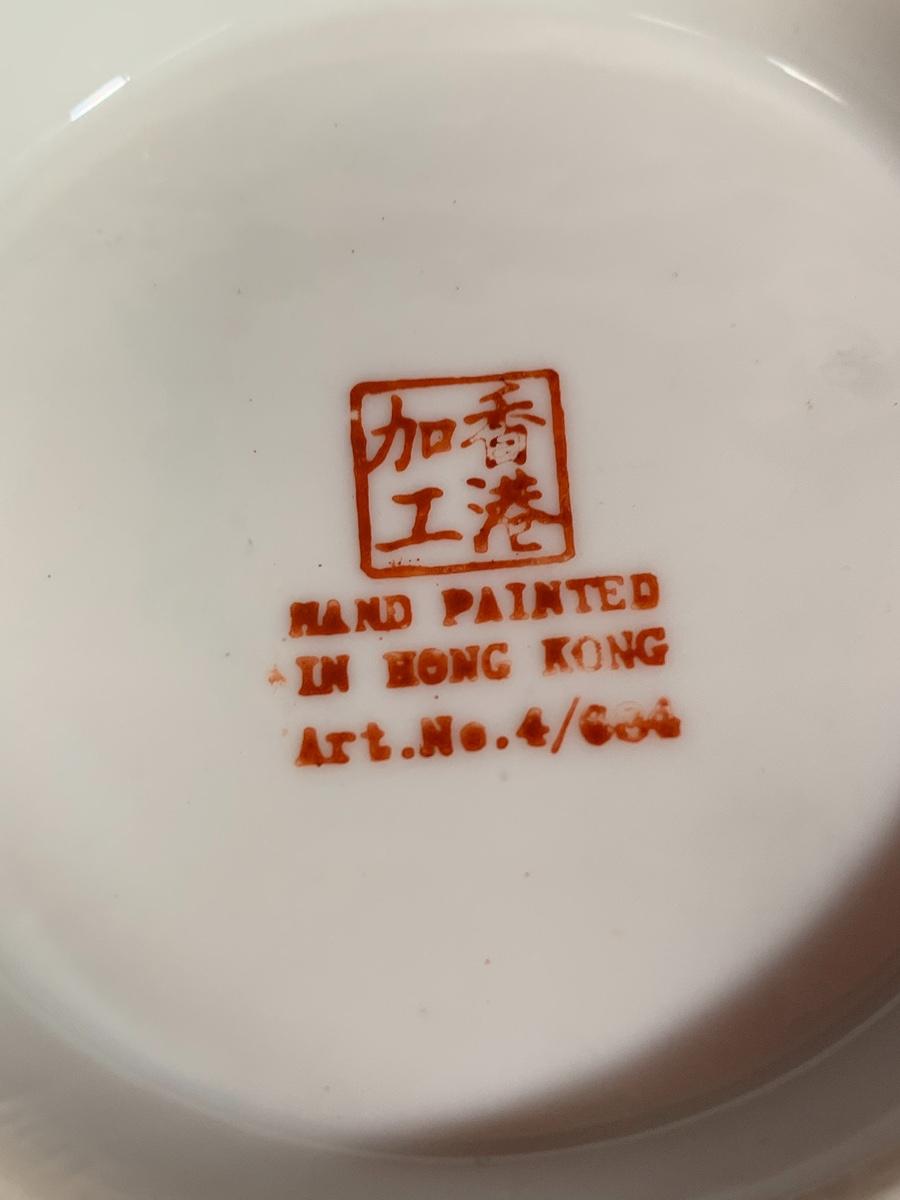 香港
加工
HAND PAINTED
IN HONG KONG
Art.No.4/